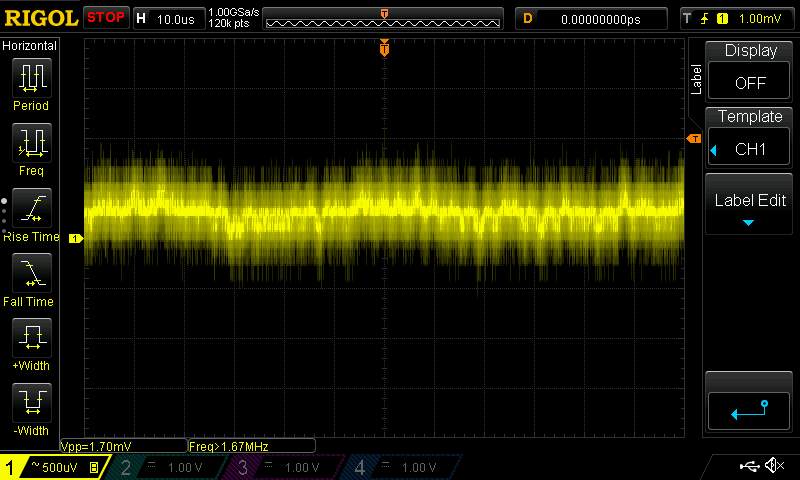 RIGOL STOP H 10.0us 1.00GSa/s D 0.00000000ps T 1 1.00mV
120k pts
T
Horizontal
Period
Freq
Rise Time
Fall Time
+Width
-Width
T
T
1
Label
Display
OFF
Template
CH1
Label Edit
Vpp=1.70mV Freq>1.67MHz
1 ~ 500uV B 2 1.00 V 3 1.00 V 4 1.00 V